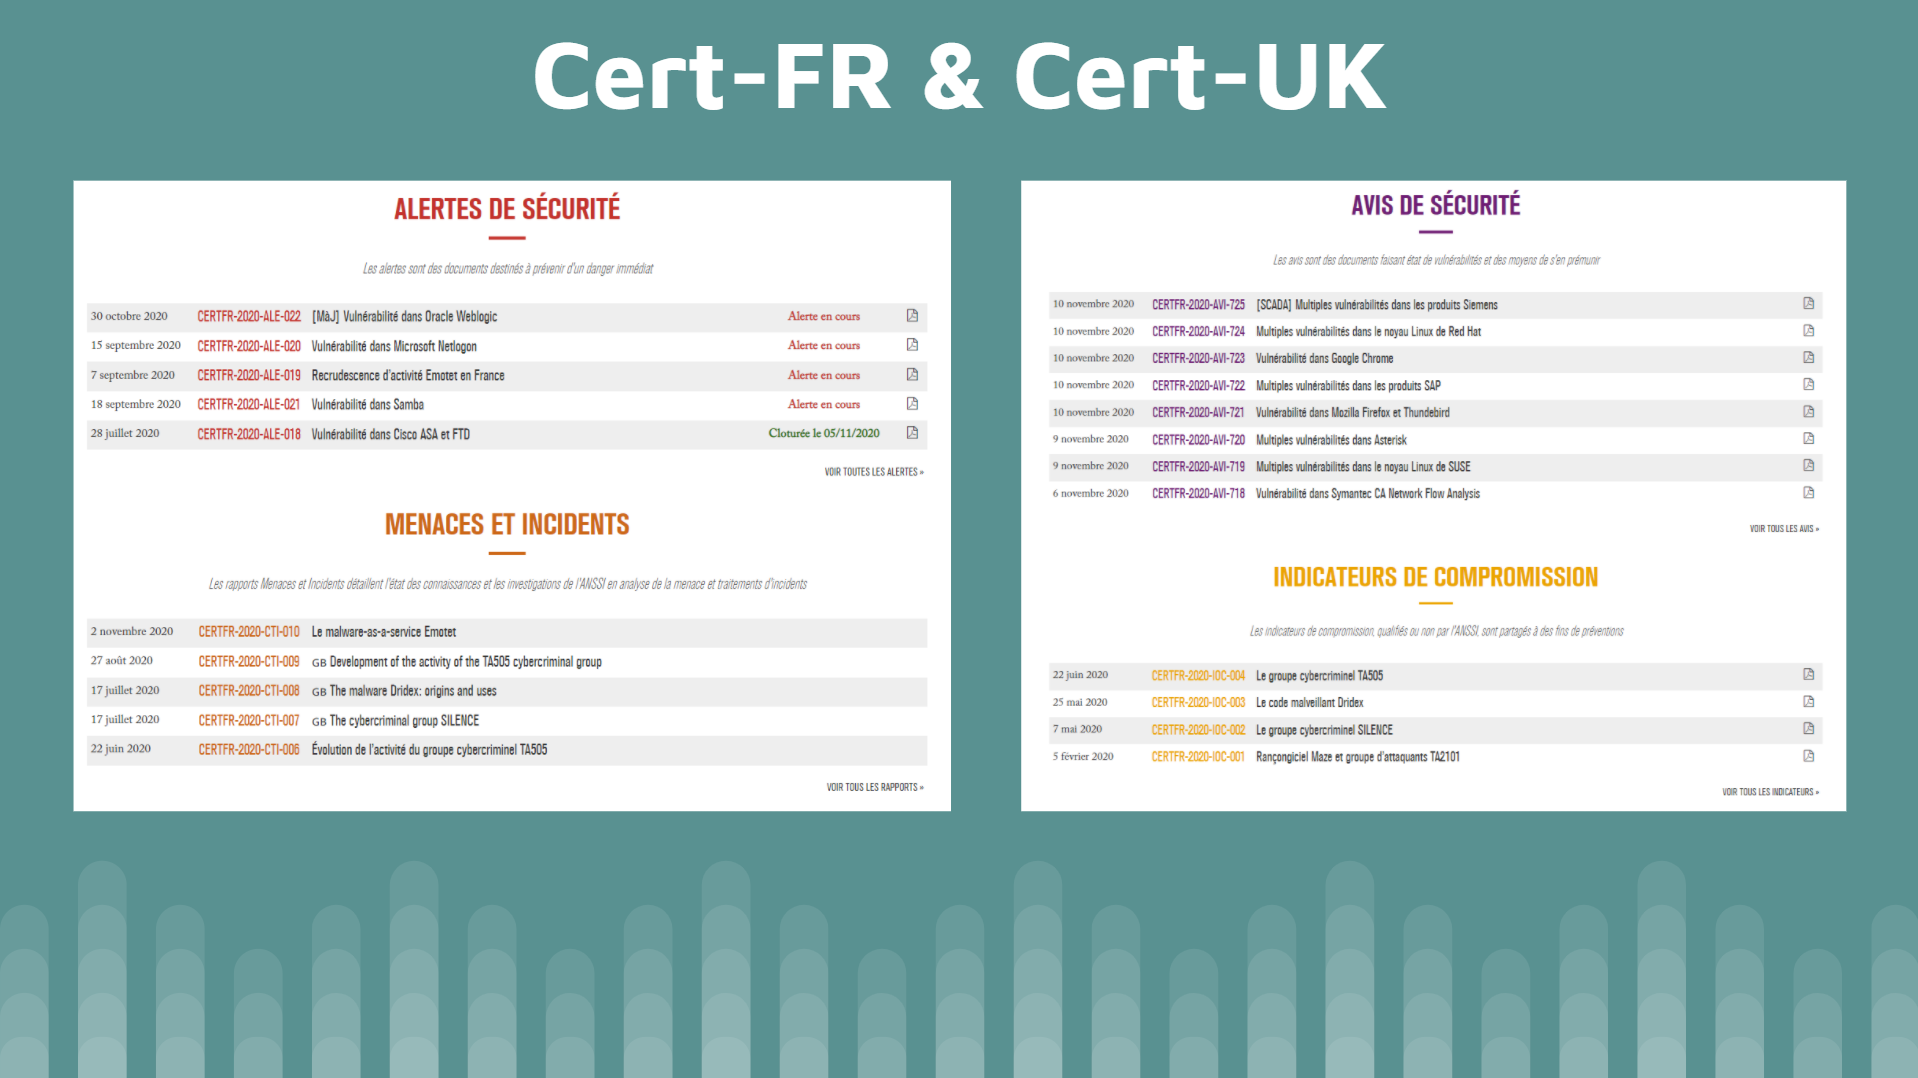 Cert-FR & Cert-UK
ALERTES DE SÉCURITÉ
Les alertes sont des documents destinés à prévenir d'un danger immédiat
30 octobre 2020 CERTFR-2020-ALE-022 [MàJ] Vulnérabilité dans Oracle Weblogic Alerte en cours
15 septembre 2020 CERTFR-2020-ALE-020 Vulnérabilité dans Microsoft Netlogon Alerte en cours
7 septembre 2020 CERTFR-2020-ALE-019 Recrudescence d'activité Emotet en France Alerte en cours
18 septembre 2020 CERTFR-2020-ALE-021 Vulnérabilité dans Samba Alerte en cours
28 juillet 2020 CERTFR-2020-ALE-018 Vulnérabilité dans Cisco ASA et FTD Cloturée le 05/11/2020
VOIR TOUTES LES ALERTES »
MENACES ET INCIDENTS
Les rapports Menaces et Incidents détaillent l'état des connaissances et les investigations de l'ANSSI en analyse de la menace et traitements d'incidents
2 novembre 2020 CERTFR-2020-CTI-010 Le malware-as-a-service Emotet
27 août 2020 CERTFR-2020-CTI-009 GB Development of the activity of the TA505 cybercriminal group
17 juillet 2020 CERTFR-2020-CTI-008 GB The malware Dridex: origins and uses
17 juillet 2020 CERTFR-2020-CTI-007 GB The cybercriminal group SILENCE
22 juin 2020 CERTFR-2020-CTI-006 Évolution de l'activité du groupe cybercriminel TA505
VOIR TOUS LES RAPPORTS »
AVIS DE SÉCURITÉ
Les avis sont des documents faisant état de vulnérabilités et des moyens de s'en prémunir
10 novembre 2020 CERTFR-2020-AVI-725 [SCADA] Multiples vulnérabilités dans les produits Siemens
10 novembre 2020 CERTFR-2020-AVI-724 Multiples vulnérabilités dans le noyau Linux de Red Hat
10 novembre 2020 CERTFR-2020-AVI-723 Vulnérabilité dans Google Chrome
10 novembre 2020 CERTFR-2020-AVI-722 Multiples vulnérabilités dans les produits SAP
10 novembre 2020 CERTFR-2020-AVI-721 Vulnérabilité dans Mozilla Firefox et Thunderbird
9 novembre 2020 CERTFR-2020-AVI-720 Multiples vulnérabilités dans Asterisk
9 novembre 2020 CERTFR-2020-AVI-719 Multiples vulnérabilités dans le noyau Linux de SUSE
6 novembre 2020 CERTFR-2020-AVI-718 Vulnérabilité dans Symantec CA Network Flow Analysis
VOIR TOUS LES AVIS »
INDICATEURS DE COMPROMISSION
Les indicateurs de compromission, qualifiés ou non par l'ANSSI, sont partagés à des fins de préventions
22 juin 2020 CERTFR-2020-IOC-004 Le groupe cybercriminel TA505
25 mai 2020 CERTFR-2020-IOC-003 Le code malveillant Dridex
7 mai 2020 CERTFR-2020-IOC-002 Le groupe cybercriminel SILENCE
5 février 2020 CERTFR-2020-IOC-001 Rançongiciel Maze et groupe d'attaquants TA2101
VOIR TOUS LES INDICATEURS »